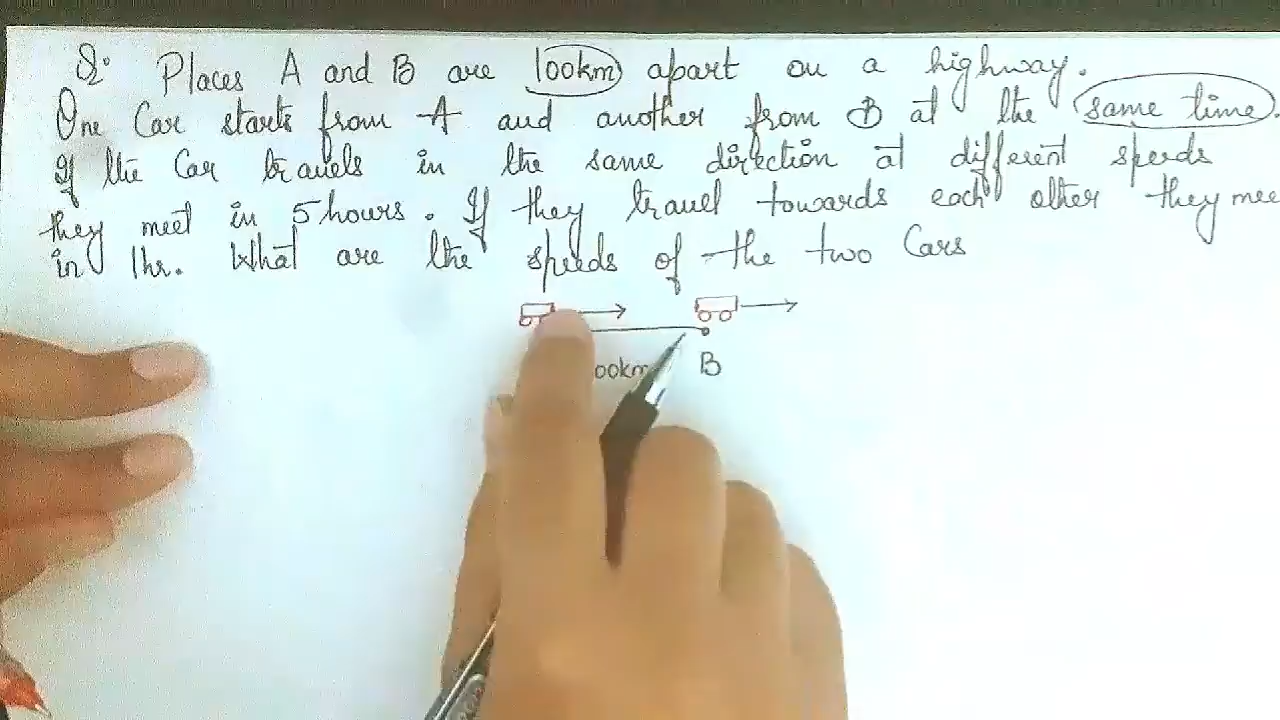 Q. Places A and B are 100km apart on a highway.
One Car starts from A and another from B at the same time.
If the Car travels in the same direction at different speeds
they meet in 5 hours. If they travel towards each other they mee
in 1hr. What are the speeds of the two Cars
00km B